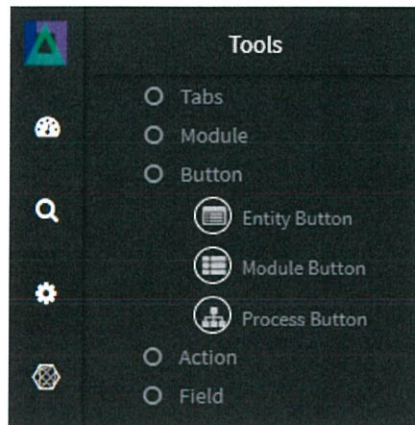 Tools
Tabs
Module
Button
Entity Button
Module Button
Process Button
Action
Field